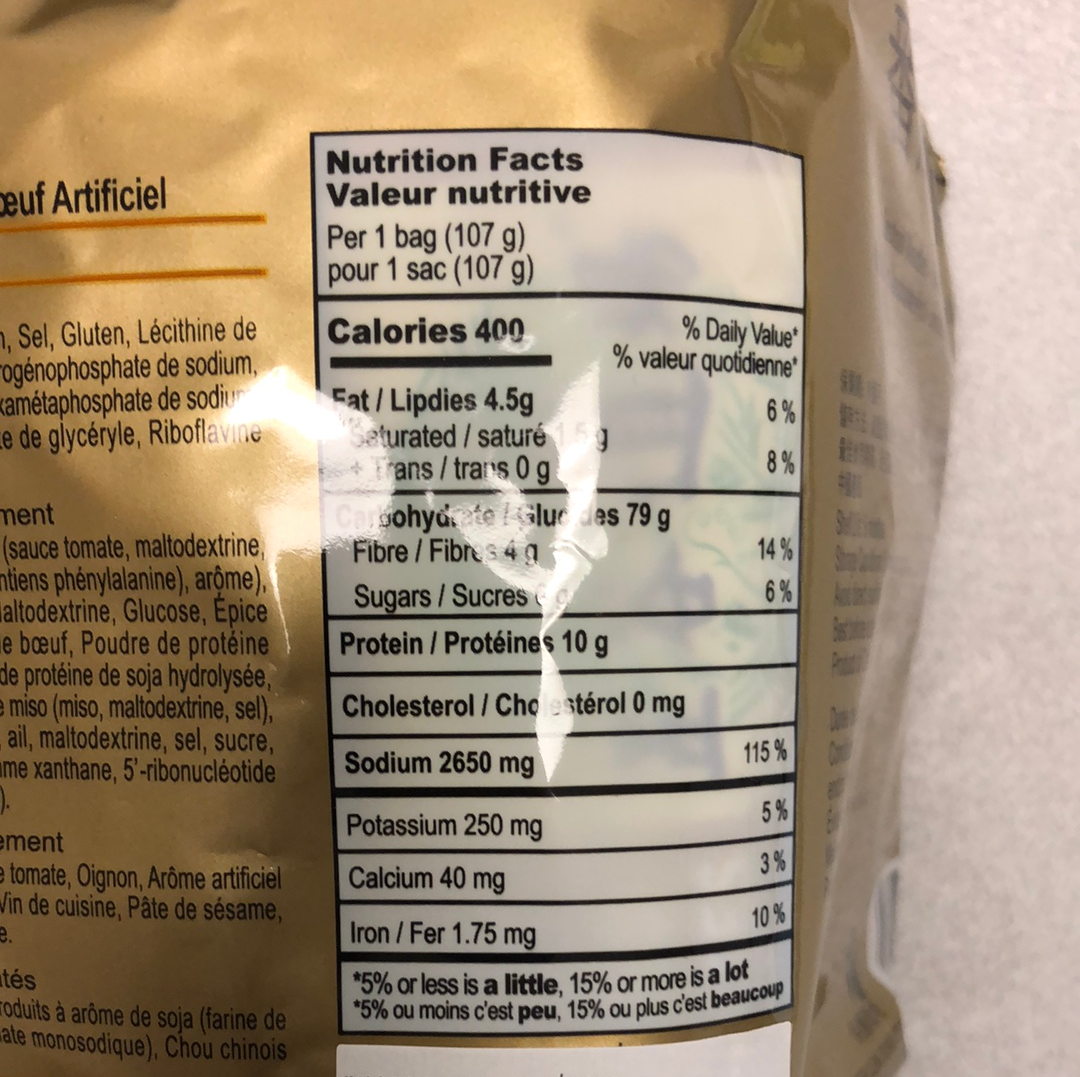 œuf Artificiel
Sel, Gluten, Lécithine de
rogénophosphate de sodium,
xamétaphosphate de sodium
de glycéryle, Riboflavine
ment
(sauce tomate, maltodextrine,
ntiens phénylalanine), arôme),
altodextrine, Glucose, Épice
e bœuf, Poudre de protéine
de protéine de soja hydrolysée,
miso (miso, maltodextrine, sel),
ail, maltodextrine, sel, sucre,
me xanthane, 5'-ribonucléotide
).
ement
tomate, Oignon, Arôme artificiel
Vin de cuisine, Pâte de sésame,
e.
tés
roduits à arôme de soja (farine de
ate monosodique), Chou chinois
Nutrition Facts
Valeur nutritive
Per 1 bag (107 g)
pour 1 sac (107 g)
Calories 400
% Daily Value*
% valeur quotidienne*
Fat / Lipdies 4.5g 6 %
Saturated / saturé 1.5 g
+ Trans / trans 0 g 8 %
Carbohydrate / Glucides 79 g
Fibre / Fibres 4 g 14 %
Sugars / Sucres g 6 %
Protein / Protéines 10 g
Cholesterol / Cholestérol 0 mg
Sodium 2650 mg 115 %
Potassium 250 mg 5 %
Calcium 40 mg 3 %
Iron / Fer 1.75 mg 10 %
*5% or less is a little, 15% or more is a lot
*5% ou moins c'est peu, 15% ou plus c'est beaucoup